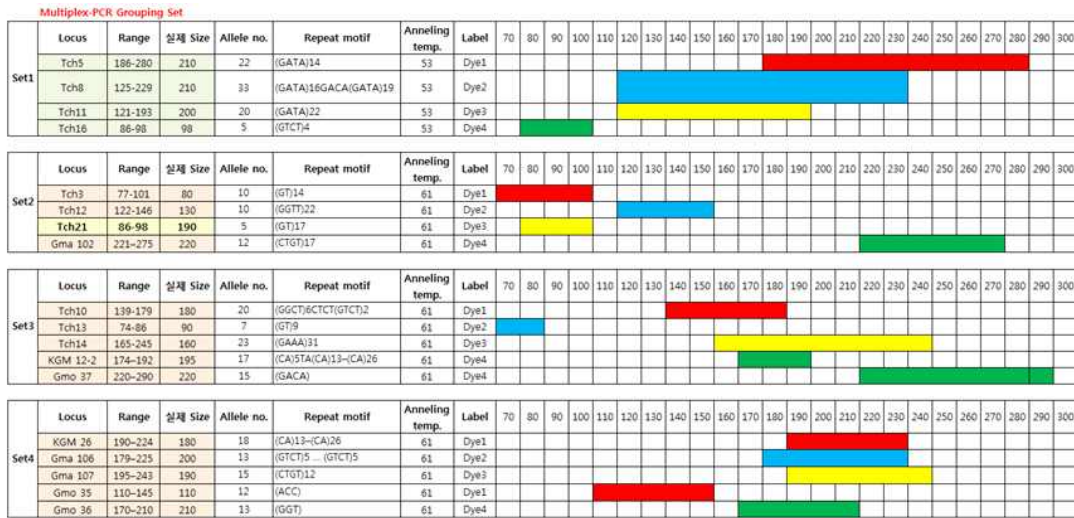 Multiplex-PCR Grouping Set
Locus Range 실제 Size Allele no. Repeat motif Anneling temp. Label 70 80 90 100 110 120 130 140 150 160 170 180 190 200 210 220 230 240 250 260 270 280 290 300
Set1
Tch5 186-280 210 22 (GATA)14 53 Dye1
Tch8 125-229 210 33 (GATA)16GACA(GATA)19 53 Dye2
Tch11 121-193 200 20 (GATA)22 53 Dye3
Tch16 86-98 98 5 (GTCT)4 53 Dye4
Locus Range 실제 Size Allele no. Repeat motif Anneling temp. Label 70 80 90 100 110 120 130 140 150 160 170 180 190 200 210 220 230 240 250 260 270 280 290 300
Set2
Tch3 77-101 80 10 (GT)14 61 Dye1
Tch12 122-146 130 10 (GGTT)22 61 Dye2
Tch21 86-98 190 5 (GT)17 61 Dye3
Gma 102 221–275 220 12 (CTGT)17 61 Dye4
Locus Range 실제 Size Allele no. Repeat motif Anneling temp. Label 70 80 90 100 110 120 130 140 150 160 170 180 190 200 210 220 230 240 250 260 270 280 290 300
Set3
Tch10 139-179 180 20 (GGCT)6CTCT(GTCT)2 61 Dye1
Tch13 74-86 90 7 (GT)9 61 Dye2
Tch14 165-245 160 23 (GAAA)31 61 Dye3
KGM 12-2 174–192 195 17 (CA)5TA(CA)13–(CA)26 61 Dye4
Gmo 37 220–290 220 15 (GACA) 61 Dye4
Locus Range 실제 Size Allele no. Repeat motif Anneling temp. Label 70 80 90 100 110 120 130 140 150 160 170 180 190 200 210 220 230 240 250 260 270 280 290 300
Set4
KGM 26 190–224 180 18 (CA)13–(CA)26 61 Dye1
Gma 106 179–225 200 13 (GTCT)5 ... (GTCT)5 61 Dye2
Gma 107 195–243 190 15 (CTGT)12 61 Dye3
Gmo 35 110–145 110 12 (ACC) 61 Dye1
Gmo 36 170–210 210 13 (GGT) 61 Dye4